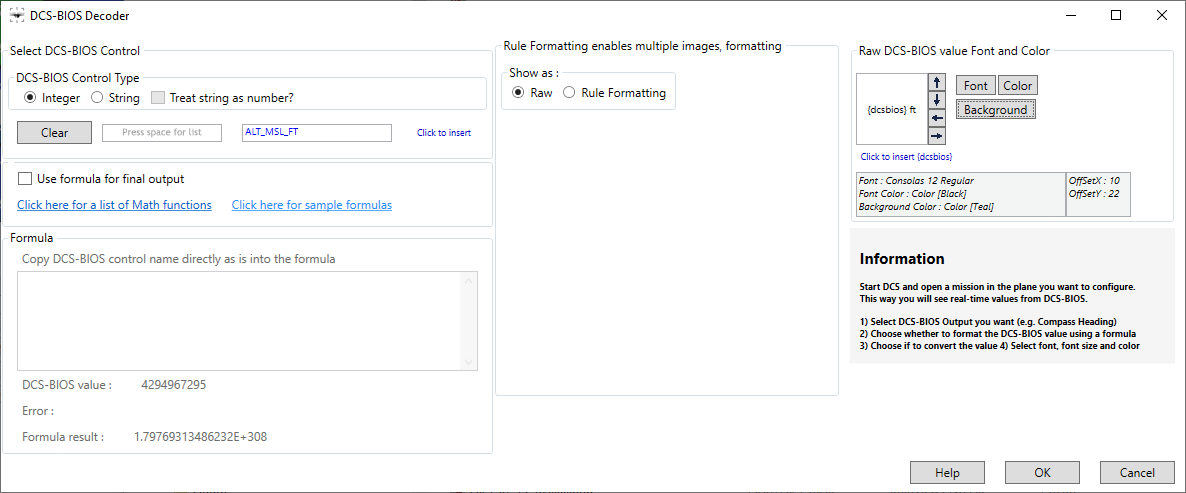 DCS-BIOS Decoder
Select DCS-BIOS Control
DCS-BIOS Control Type
Integer String Treat string as number?
Clear Press space for list ALT_MSL_FT Click to insert
Use formula for final output
Click here for a list of Math functions Click here for sample formulas
Formula
Copy DCS-BIOS control name directly as is into the formula
DCS-BIOS value : 4294967295
Error :
Formula result : 1.79769313486232E+308
Rule Formatting enables multiple images, formatting
Show as :
Raw Rule Formatting
Raw DCS-BIOS value Font and Color
{dcsbios} ft
Font Color
Background
Click to insert {dcsbios}
Font : Consolas 12 Regular
Font Color : Color [Black]
Background Color : Color [Teal]
OffSetX : 10
OffSetY : 22
Information
Start DCS and open a mission in the plane you want to configure.
This way you will see real-time values from DCS-BIOS.
1) Select DCS-BIOS Output you want (e.g. Compass Heading)
2) Choose whether to format the DCS-BIOS value using a formula
3) Choose if to convert the value 4) Select font, font size and color
Help OK Cancel